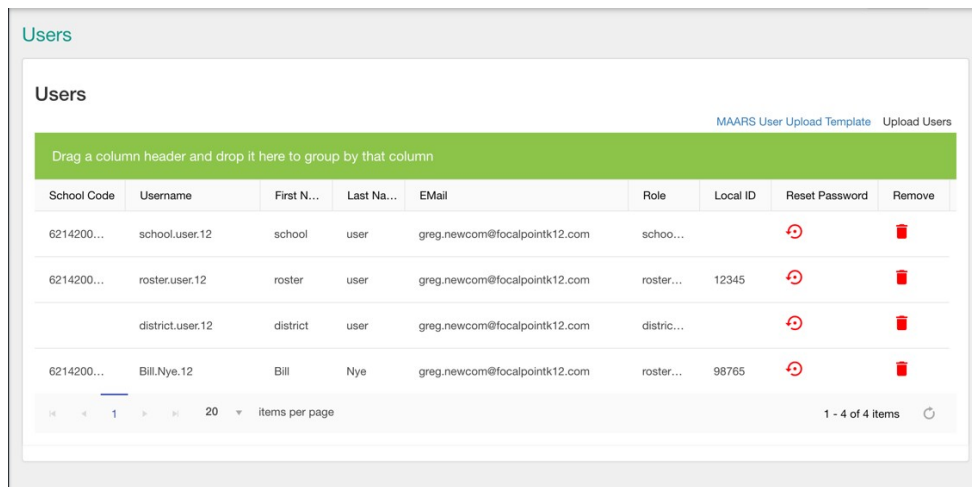 Users
Users
MAARS User Upload Template Upload Users
Drag a column header and drop it here to group by that column
School Code Username First N... Last Na... EMail Role Local ID Reset Password Remove
6214200... school.user.12 school user greg.newcom@focalpointk12.com schoo...
6214200... roster.user.12 roster user greg.newcom@focalpointk12.com roster... 12345
district.user.12 district user greg.newcom@focalpointk12.com distric...
6214200... Bill.Nye.12 Bill Nye greg.newcom@focalpointk12.com roster... 98765
1 20 items per page 1 - 4 of 4 items